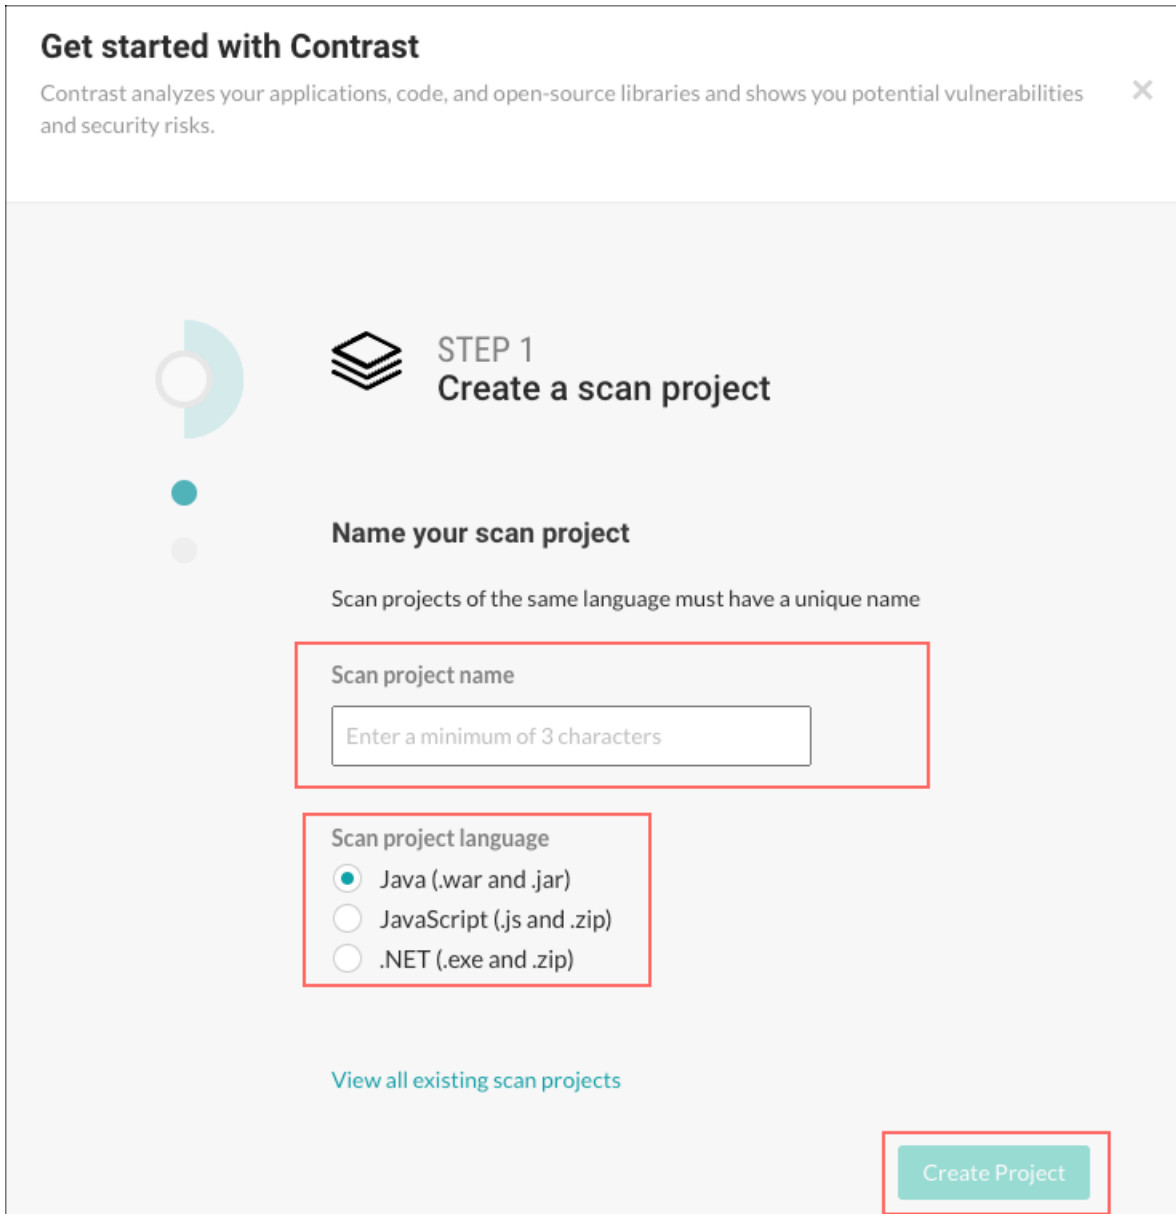 Get started with Contrast
Contrast analyzes your applications, code, and open-source libraries and shows you potential vulnerabilities
and security risks.
STEP 1
Create a scan project
Name your scan project
Scan projects of the same language must have a unique name
Scan project name
Enter a minimum of 3 characters
Scan project language
Java (.war and .jar)
JavaScript (.js and .zip)
.NET (.exe and .zip)
View all existing scan projects
Create Project